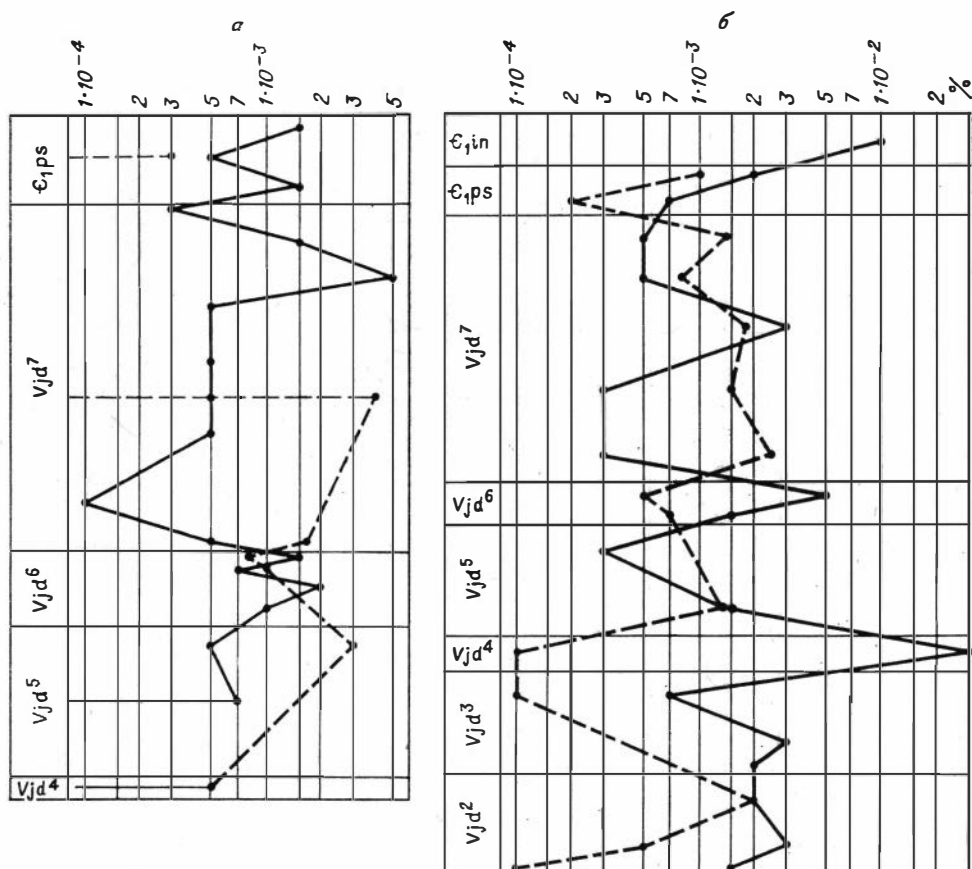 а
1·10⁻⁴
2
3
5
7
1·10⁻³
2
3
5
Є₁ps
Vjd⁷
Vjd⁶
Vjd⁵
Vjd⁴
б
1·10⁻⁴
2
3
5
7
1·10⁻³
2
3
5
7
1·10⁻²
2%
Є₁in
Є₁ps
Vjd⁷
Vjd⁶
Vjd⁵
Vjd⁴
Vjd³
Vjd²